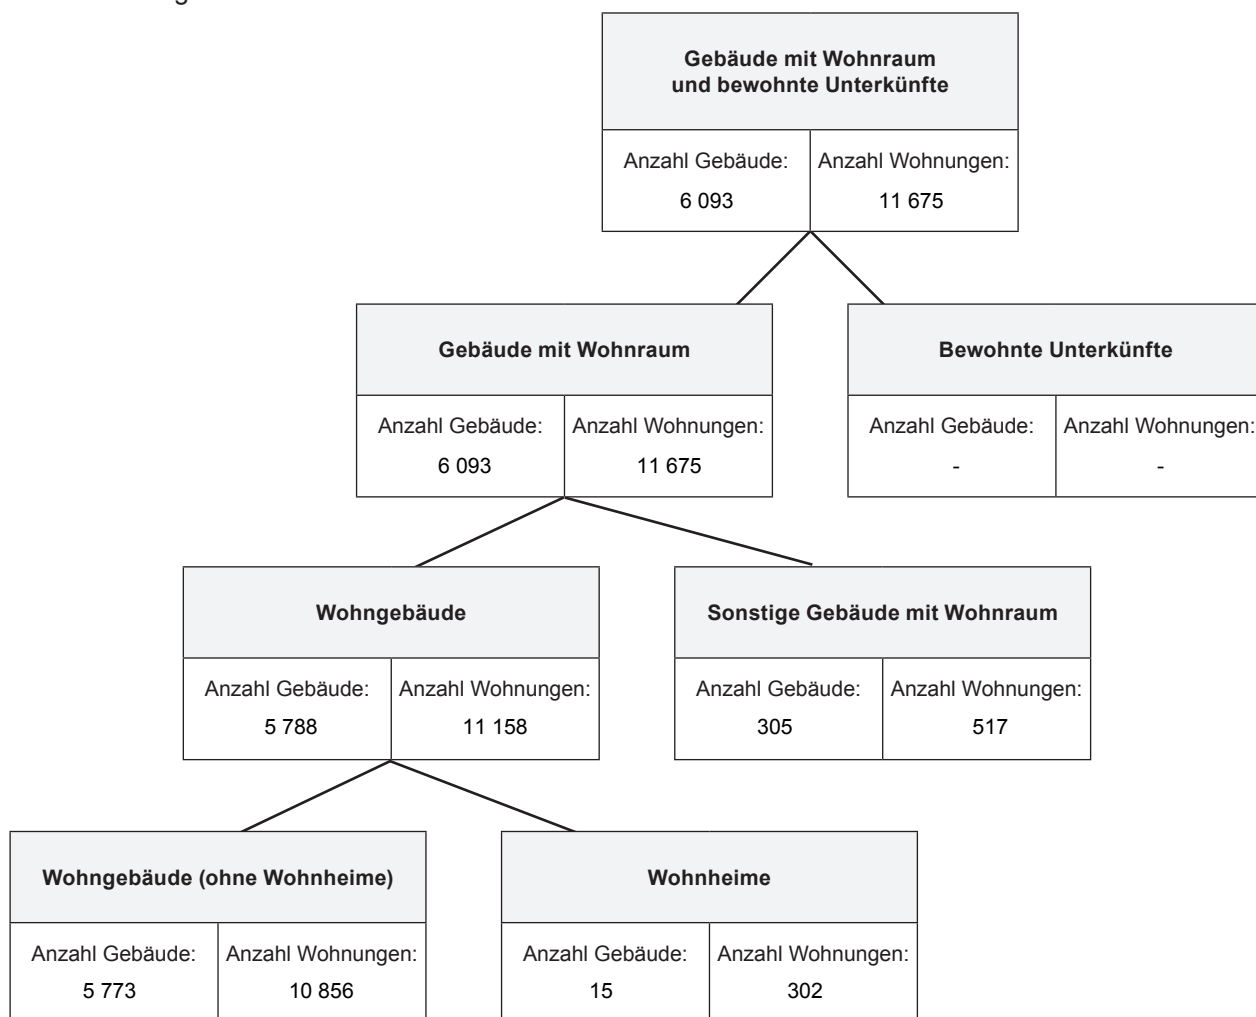 Gebäude mit Wohnraum
und bewohnte Unterkünfte
Anzahl Gebäude: Anzahl Wohnungen:
6 093 11 675
Gebäude mit Wohnraum Bewohnte Unterkünfte
Anzahl Gebäude: Anzahl Wohnungen: Anzahl Gebäude: Anzahl Wohnungen:
6 093 11 675 - -
Wohngebäude Sonstige Gebäude mit Wohnraum
Anzahl Gebäude: Anzahl Wohnungen: Anzahl Gebäude: Anzahl Wohnungen:
5 788 11 158 305 517
Wohngebäude (ohne Wohnheime) Wohnheime
Anzahl Gebäude: Anzahl Wohnungen: Anzahl Gebäude: Anzahl Wohnungen:
5 773 10 856 15 302